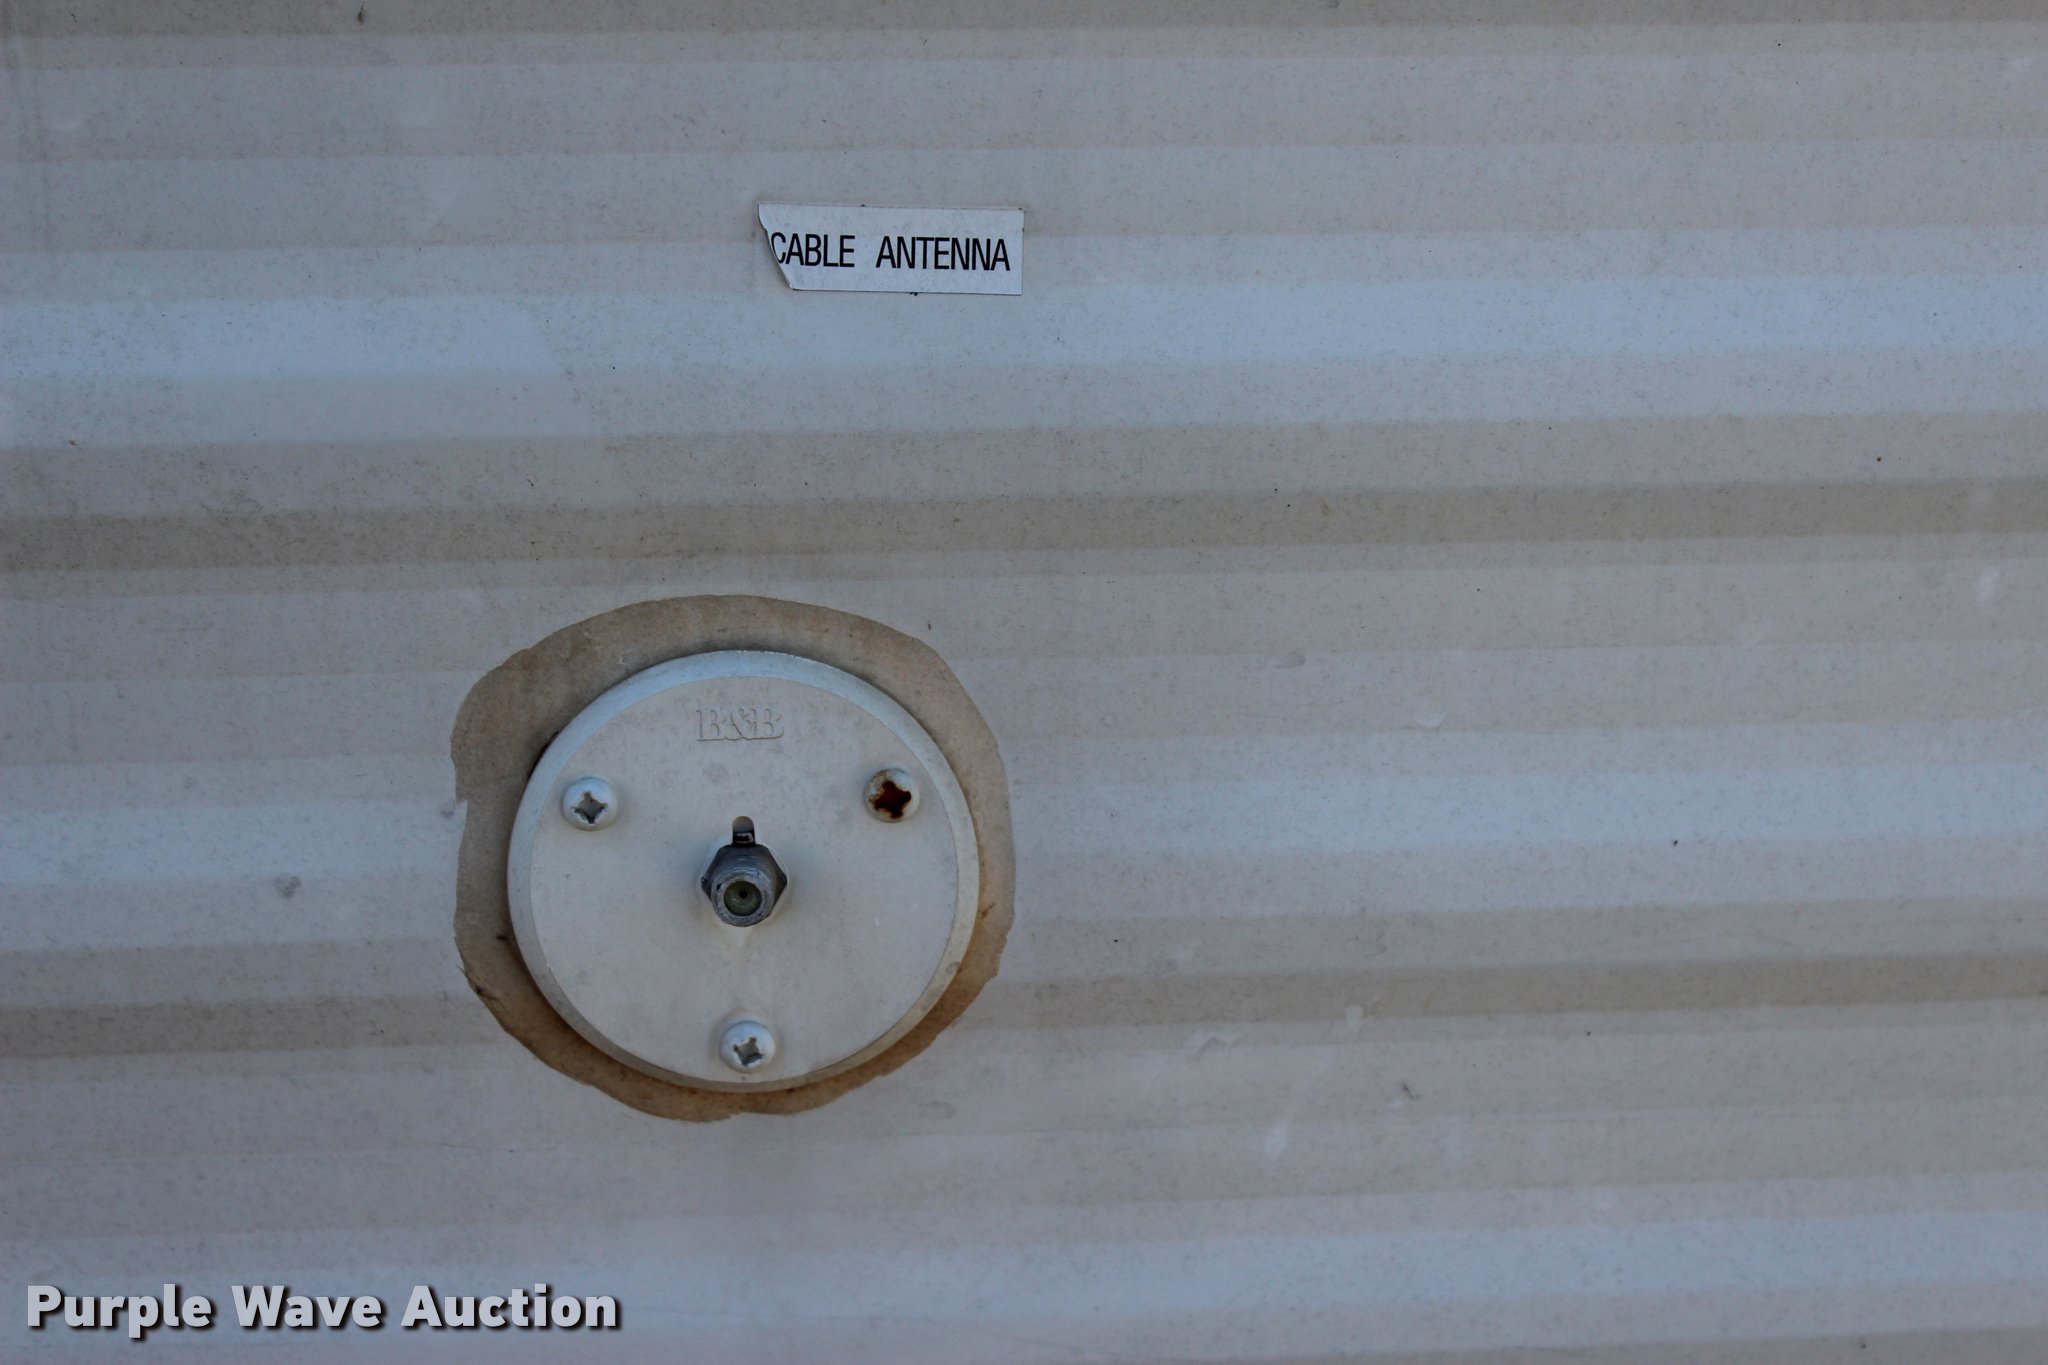 CABLE ANTENNA
B&B
Purple Wave Auction